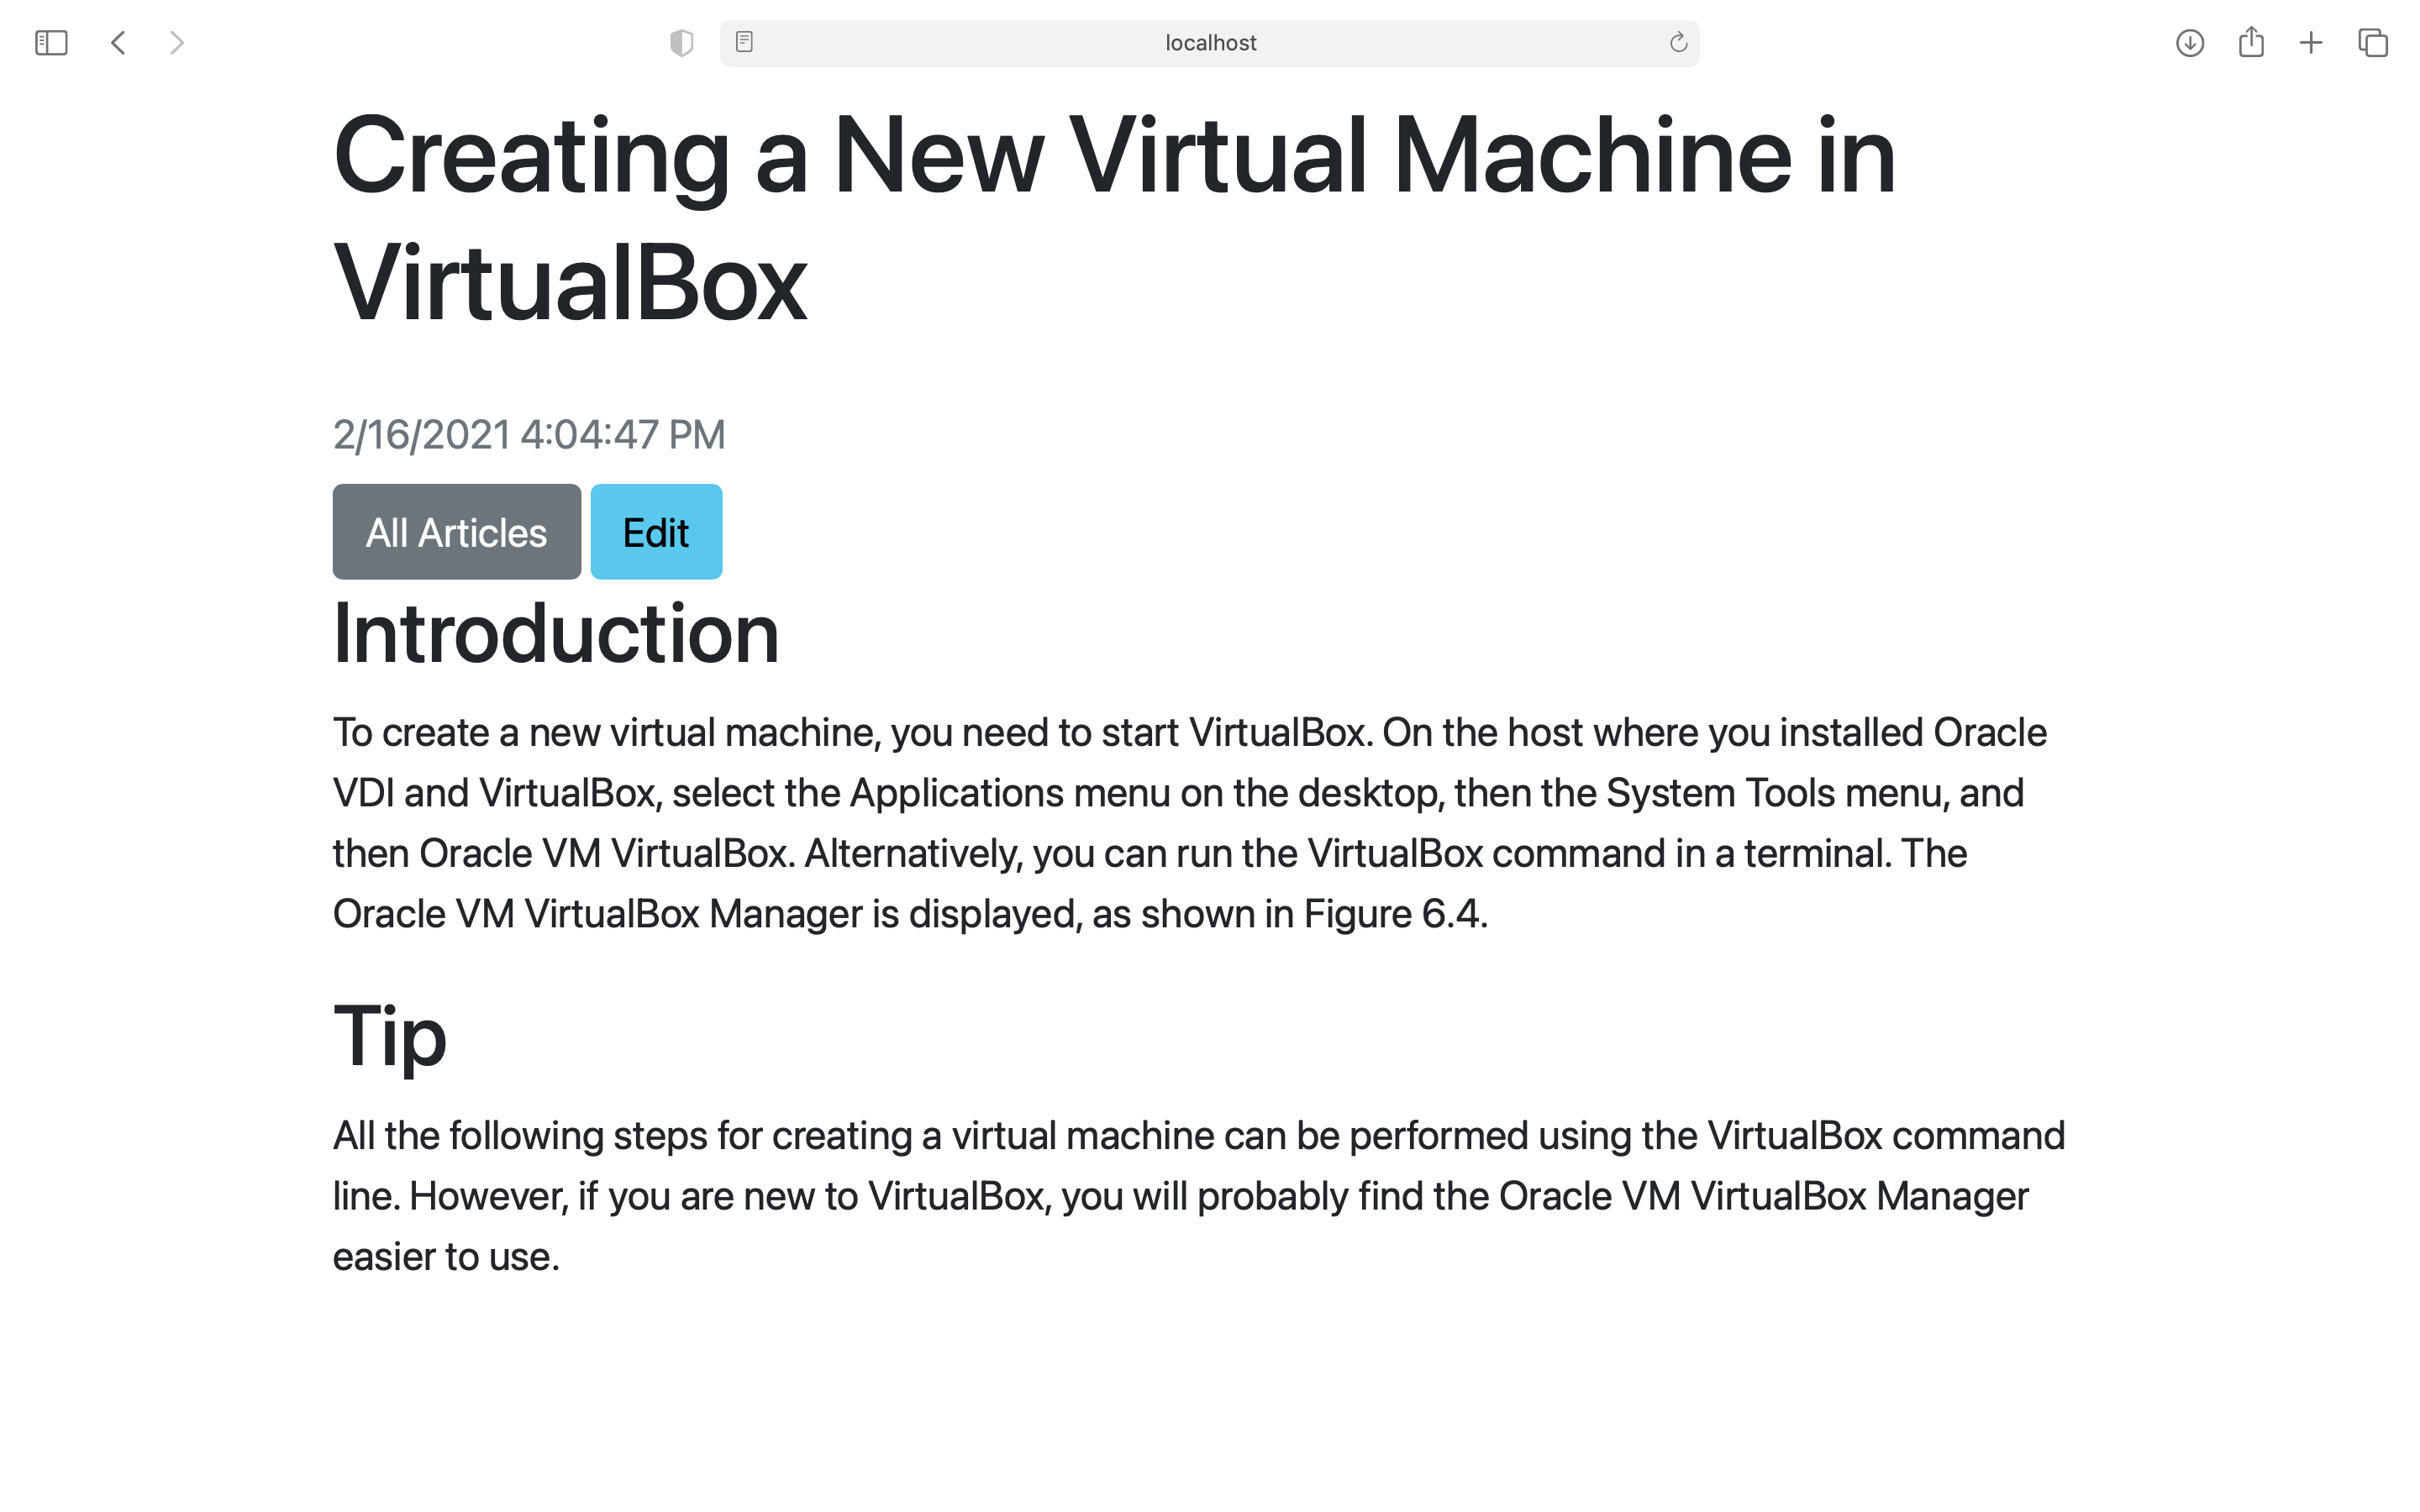 localhost
Creating a New Virtual Machine in
VirtualBox
2/16/2021 4:04:47 PM
All Articles Edit
Introduction
To create a new virtual machine, you need to start VirtualBox. On the host where you installed Oracle
VDI and VirtualBox, select the Applications menu on the desktop, then the System Tools menu, and
then Oracle VM VirtualBox. Alternatively, you can run the VirtualBox command in a terminal. The
Oracle VM VirtualBox Manager is displayed, as shown in Figure 6.4.
Tip
All the following steps for creating a virtual machine can be performed using the VirtualBox command
line. However, if you are new to VirtualBox, you will probably find the Oracle VM VirtualBox Manager
easier to use.